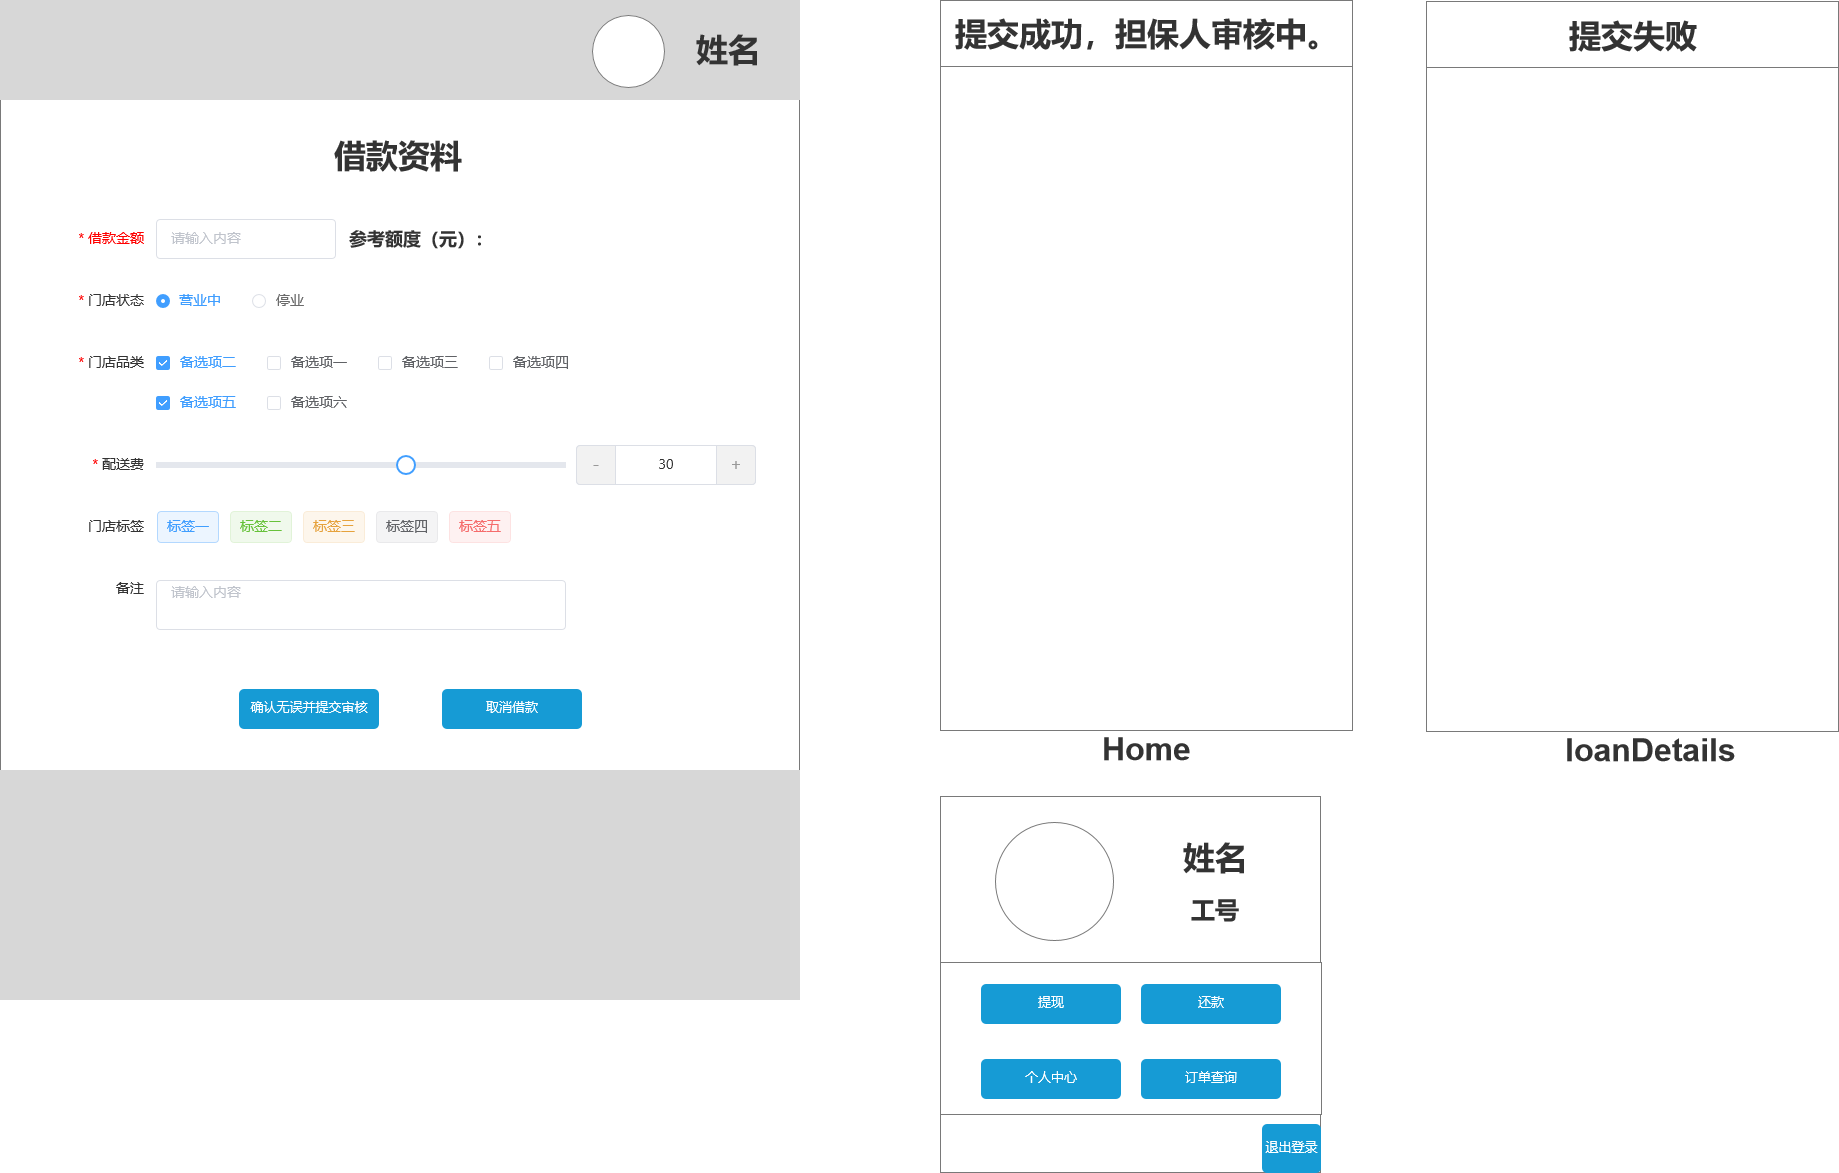 姓名
借款资料
* 借款金额 请输入内容 参考额度（元）：
* 门店状态 营业中 停业
* 门店品类 备选项二 备选项一 备选项三 备选项四
备选项五 备选项六
* 配送费 - 30 +
门店标签 标签一 标签二 标签三 标签四 标签五
备注 请输入内容
确认无误并提交审核 取消借款
提交成功，担保人审核中。
Home
提交失败
loanDetails
姓名
工号
提现 还款
个人中心 订单查询
退出登录